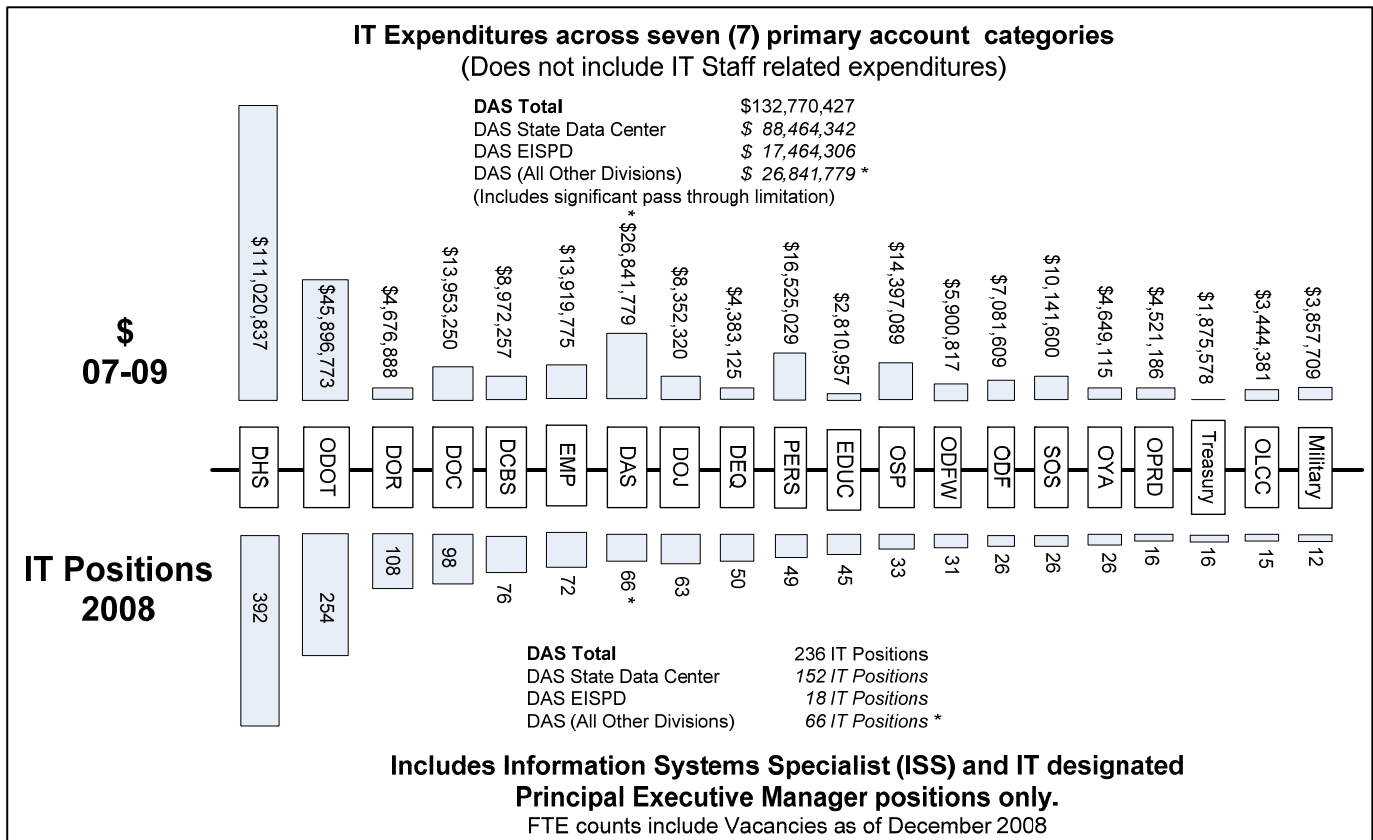 IT Expenditures across seven (7) primary account categories
(Does not include IT Staff related expenditures)
DAS Total $132,770,427
DAS State Data Center $ 88,464,342
DAS EISPD $ 17,464,306
DAS (All Other Divisions) $ 26,841,779 *
(Includes significant pass through limitation)
$
07-09
$111,020,837
$45,896,773
$4,676,888
$13,953,250
$8,972,257
$13,919,775
* $26,841,779
$8,352,320
$4,383,125
$16,525,029
$2,810,957
$14,397,089
$5,900,817
$7,081,609
$10,141,600
$4,649,115
$4,521,186
$1,875,578
$3,444,381
$3,857,709
DHS
ODOT
DOR
DOC
DCBS
EMP
DAS
DOJ
DEQ
PERS
EDUC
OSP
ODFW
ODF
SOS
OYA
OPRD
Treasury
OLCC
Military
IT Positions
2008
392
254
108
98
76
72
66 *
63
50
49
45
33
31
26
26
26
16
16
15
12
DAS Total 236 IT Positions
DAS State Data Center 152 IT Positions
DAS EISPD 18 IT Positions
DAS (All Other Divisions) 66 IT Positions *
Includes Information Systems Specialist (ISS) and IT designated
Principal Executive Manager positions only.
FTE counts include Vacancies as of December 2008